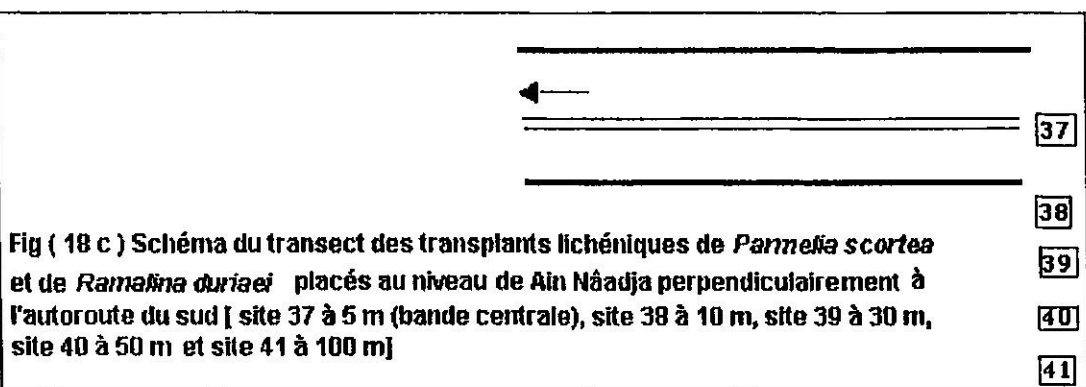 37
38
Fig ( 18 c ) Schéma du transect des transplants lichéniques de Parmelia scortea
39
et de Ramalina duriaei placés au niveau de Ain Nâadja perpendiculairement à
l'autoroute du sud [ site 37 à 5 m (bande centrale), site 38 à 10 m, site 39 à 30 m,
40
site 40 à 50 m et site 41 à 100 m]
41